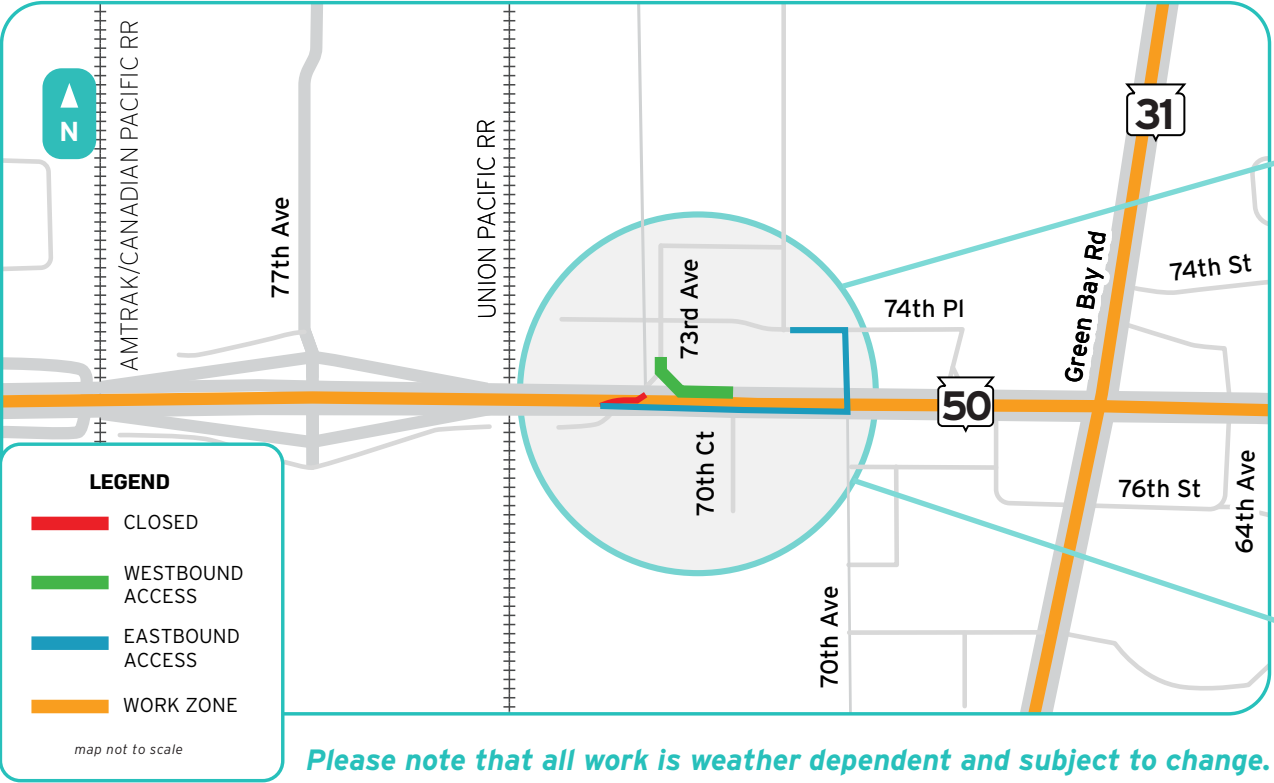 AMTRAK/CANADIAN PACIFIC RR
N
77th Ave
UNION PACIFIC RR
31
Green Bay Rd
74th St
73rd Ave
74th Pl
50
70th Ct
76th St
64th Ave
70th Ave
LEGEND
CLOSED
WESTBOUND
ACCESS
EASTBOUND
ACCESS
WORK ZONE
map not to scale
Please note that all work is weather dependent and subject to change.